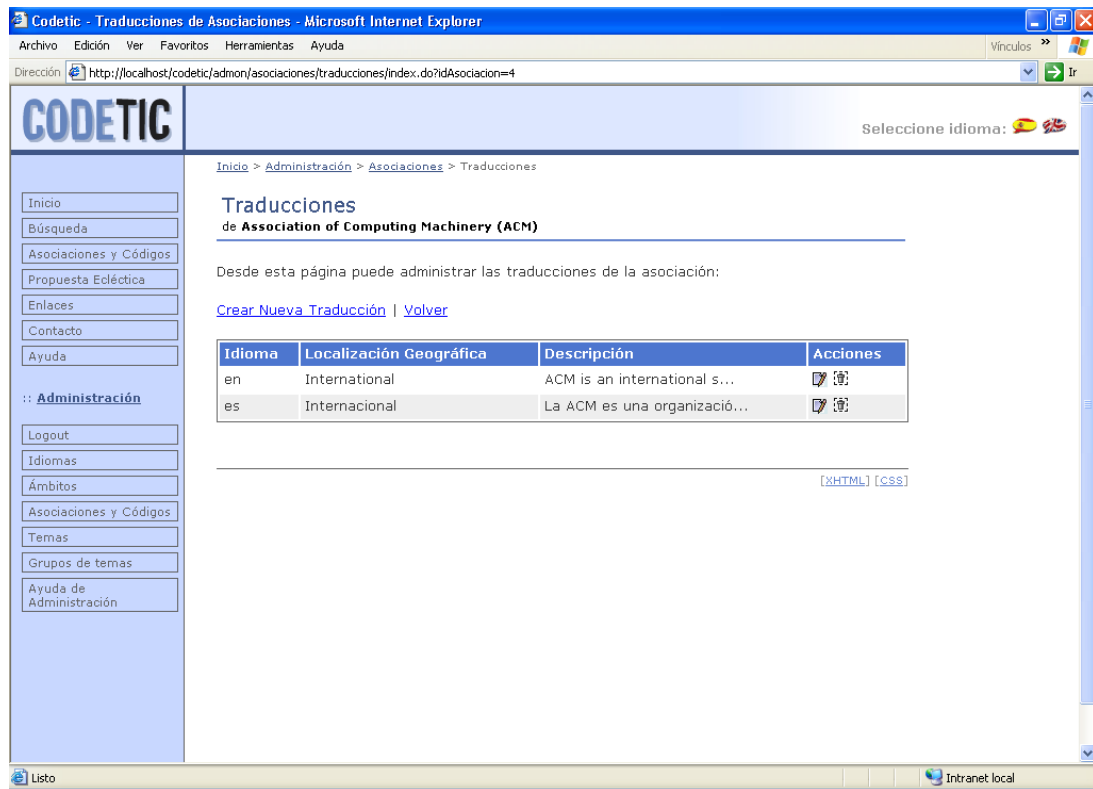 Codetic - Traducciones de Asociaciones - Microsoft Internet Explorer
Archivo Edición Ver Favoritos Herramientas Ayuda
Vínculos »
Dirección http://localhost/codetic/admon/asociaciones/traducciones/index.do?idAsociacion=4
Ir
CODETIC
Seleccione idioma:
Inicio > Administración > Asociaciones > Traducciones
Inicio
Búsqueda
Asociaciones y Códigos
Propuesta Ecléctica
Enlaces
Contacto
Ayuda
:: Administración
Logout
Idiomas
Ámbitos
Asociaciones y Códigos
Temas
Grupos de temas
Ayuda de
Administración
Traducciones
de Association of Computing Machinery (ACM)
Desde esta página puede administrar las traducciones de la asociación:
Crear Nueva Traducción | Volver
Idioma Localización Geográfica Descripción Acciones
en International ACM is an international s...
es Internacional La ACM es una organizació...
[XHTML] [CSS]
Listo
Intranet local